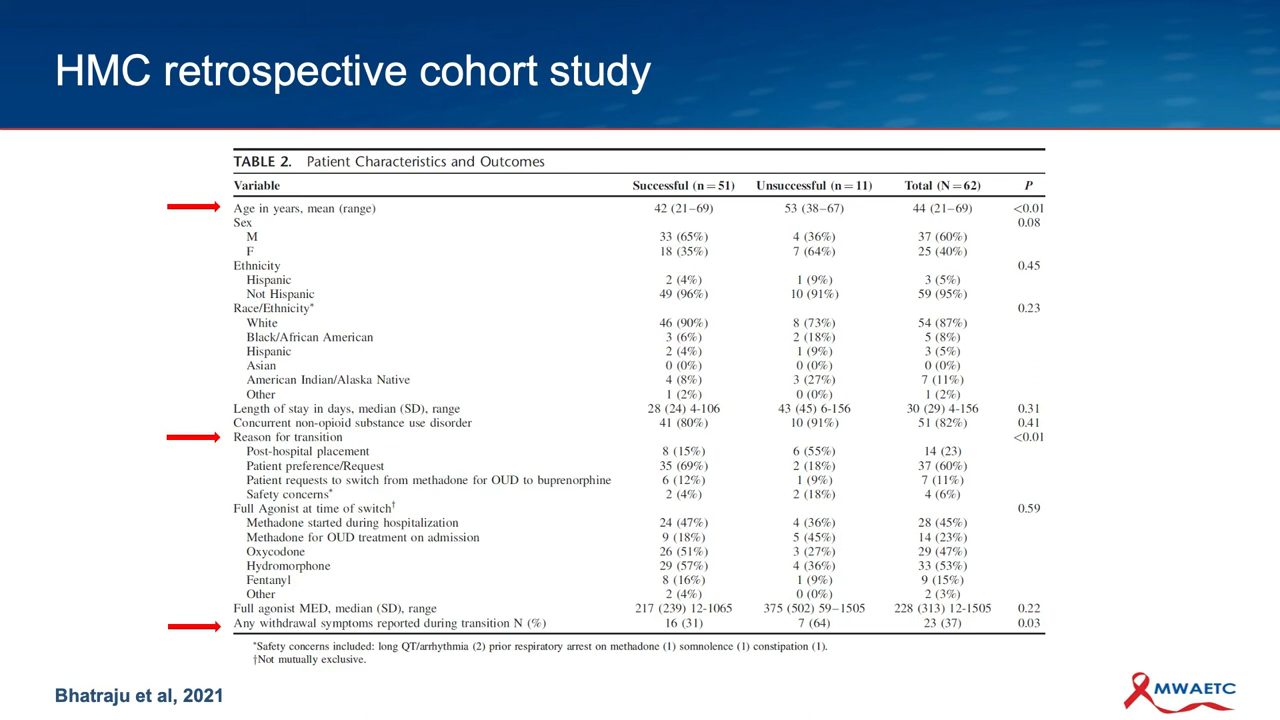 HMC retrospective cohort study
TABLE 2. Patient Characteristics and Outcomes
Variable Successful (n = 51) Unsuccessful (n = 11) Total (N = 62) P
Age in years, mean (range) 42 (21–69) 53 (38–67) 44 (21–69) <0.01
Sex 0.08
M 33 (65%) 4 (36%) 37 (60%)
F 18 (35%) 7 (64%) 25 (40%)
Ethnicity 0.45
Hispanic 2 (4%) 1 (9%) 3 (5%)
Not Hispanic 49 (96%) 10 (91%) 59 (95%)
Race/Ethnicity* 0.23
White 46 (90%) 8 (73%) 54 (87%)
Black/African American 3 (6%) 2 (18%) 5 (8%)
Hispanic 2 (4%) 1 (9%) 3 (5%)
Asian 0 (0%) 0 (0%) 0 (0%)
American Indian/Alaska Native 4 (8%) 3 (27%) 7 (11%)
Other 1 (2%) 0 (0%) 1 (2%)
Length of stay in days, median (SD), range 28 (24) 4-106 43 (45) 6-156 30 (29) 4-156 0.31
Concurrent non-opioid substance use disorder 41 (80%) 10 (91%) 51 (82%) 0.41
Reason for transition <0.01
Post-hospital placement 8 (15%) 6 (55%) 14 (23)
Patient preference/Request 35 (69%) 2 (18%) 37 (60%)
Patient requests to switch from methadone for OUD to buprenorphine 6 (12%) 1 (9%) 7 (11%)
Safety concerns* 2 (4%) 2 (18%) 4 (6%)
Full Agonist at time of switch† 0.59
Methadone started during hospitalization 24 (47%) 4 (36%) 28 (45%)
Methadone for OUD treatment on admission 9 (18%) 5 (45%) 14 (23%)
Oxycodone 26 (51%) 3 (27%) 29 (47%)
Hydromorphone 29 (57%) 4 (36%) 33 (53%)
Fentanyl 8 (16%) 1 (9%) 9 (15%)
Other 2 (4%) 0 (0%) 2 (3%)
Full agonist MED, median (SD), range 217 (239) 12-1065 375 (502) 59–1505 228 (313) 12-1505 0.22
Any withdrawal symptoms reported during transition N (%) 16 (31) 7 (64) 23 (37) 0.03
*Safety concerns included: long QT/arrhythmia (2) prior respiratory arrest on methadone (1) somnolence (1) constipation (1).
†Not mutually exclusive.
Bhatraju et al, 2021
MWAETC